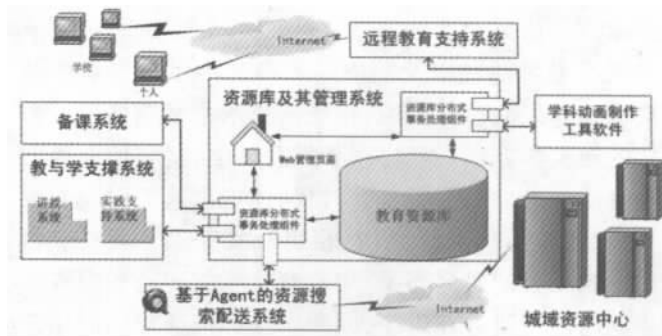 Internet
远程教育支持系统
学校
个人
资源库及其管理系统
备课系统
资源库分布式
事务处理组件
学科动画制作
工具软件
Web管理页面
教与学支撑系统
讲授
系统
实践支
持系统
资源库分布式
事务处理组件
教育资源库
基于Agent的资源搜
索配送系统
Internet
城域资源中心